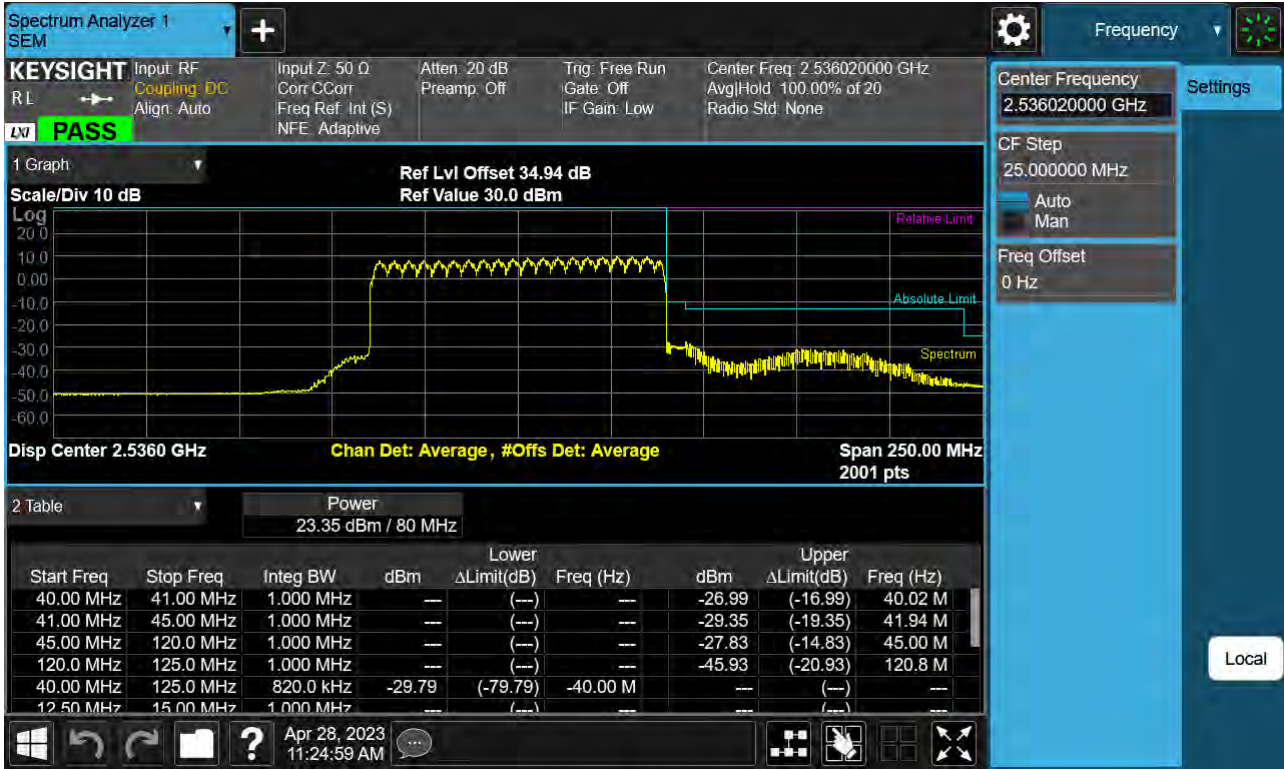 Spectrum Analyzer 1
SEM
+
Frequency
KEYSIGHT
RL
LXI PASS
Input: RF
Coupling: DC
Align: Auto
Input Z: 50 Ω
Corr CCorr
Freq Ref: Int (S)
NFE: Adaptive
Atten: 20 dB
Preamp: Off
Trig: Free Run
Gate: Off
IF Gain: Low
Center Freq: 2.536020000 GHz
Avg|Hold: 100.00% of 20
Radio Std: None
Center Frequency
2.536020000 GHz
Settings
CF Step
25.000000 MHz
Auto
Man
Freq Offset
0 Hz
Local
1 Graph
Scale/Div 10 dB
Ref Lvl Offset 34.94 dB
Ref Value 30.0 dBm
Log
20.0
10.0
0.00
-10.0
-20.0
-30.0
-40.0
-50.0
-60.0
Relative Limit
Absolute Limit
Spectrum
Disp Center 2.5360 GHz
Chan Det: Average , #Offs Det: Average
Span 250.00 MHz
2001 pts
2 Table
Power
23.35 dBm / 80 MHz
Lower Upper
Start Freq Stop Freq Integ BW dBm ΔLimit(dB) Freq (Hz) dBm ΔLimit(dB) Freq (Hz)
40.00 MHz 41.00 MHz 1.000 MHz --- (---) --- -26.99 (-16.99) 40.02 M
41.00 MHz 45.00 MHz 1.000 MHz --- (---) --- -29.35 (-19.35) 41.94 M
45.00 MHz 120.0 MHz 1.000 MHz --- (---) --- -27.83 (-14.83) 45.00 M
120.0 MHz 125.0 MHz 1.000 MHz --- (---) --- -45.93 (-20.93) 120.8 M
40.00 MHz 125.0 MHz 820.0 kHz -29.79 (-79.79) -40.00 M --- (---) ---
12.50 MHz 15.00 MHz 1.000 MHz --- (---) --- --- (---) ---
?
Apr 28, 2023
11:24:59 AM